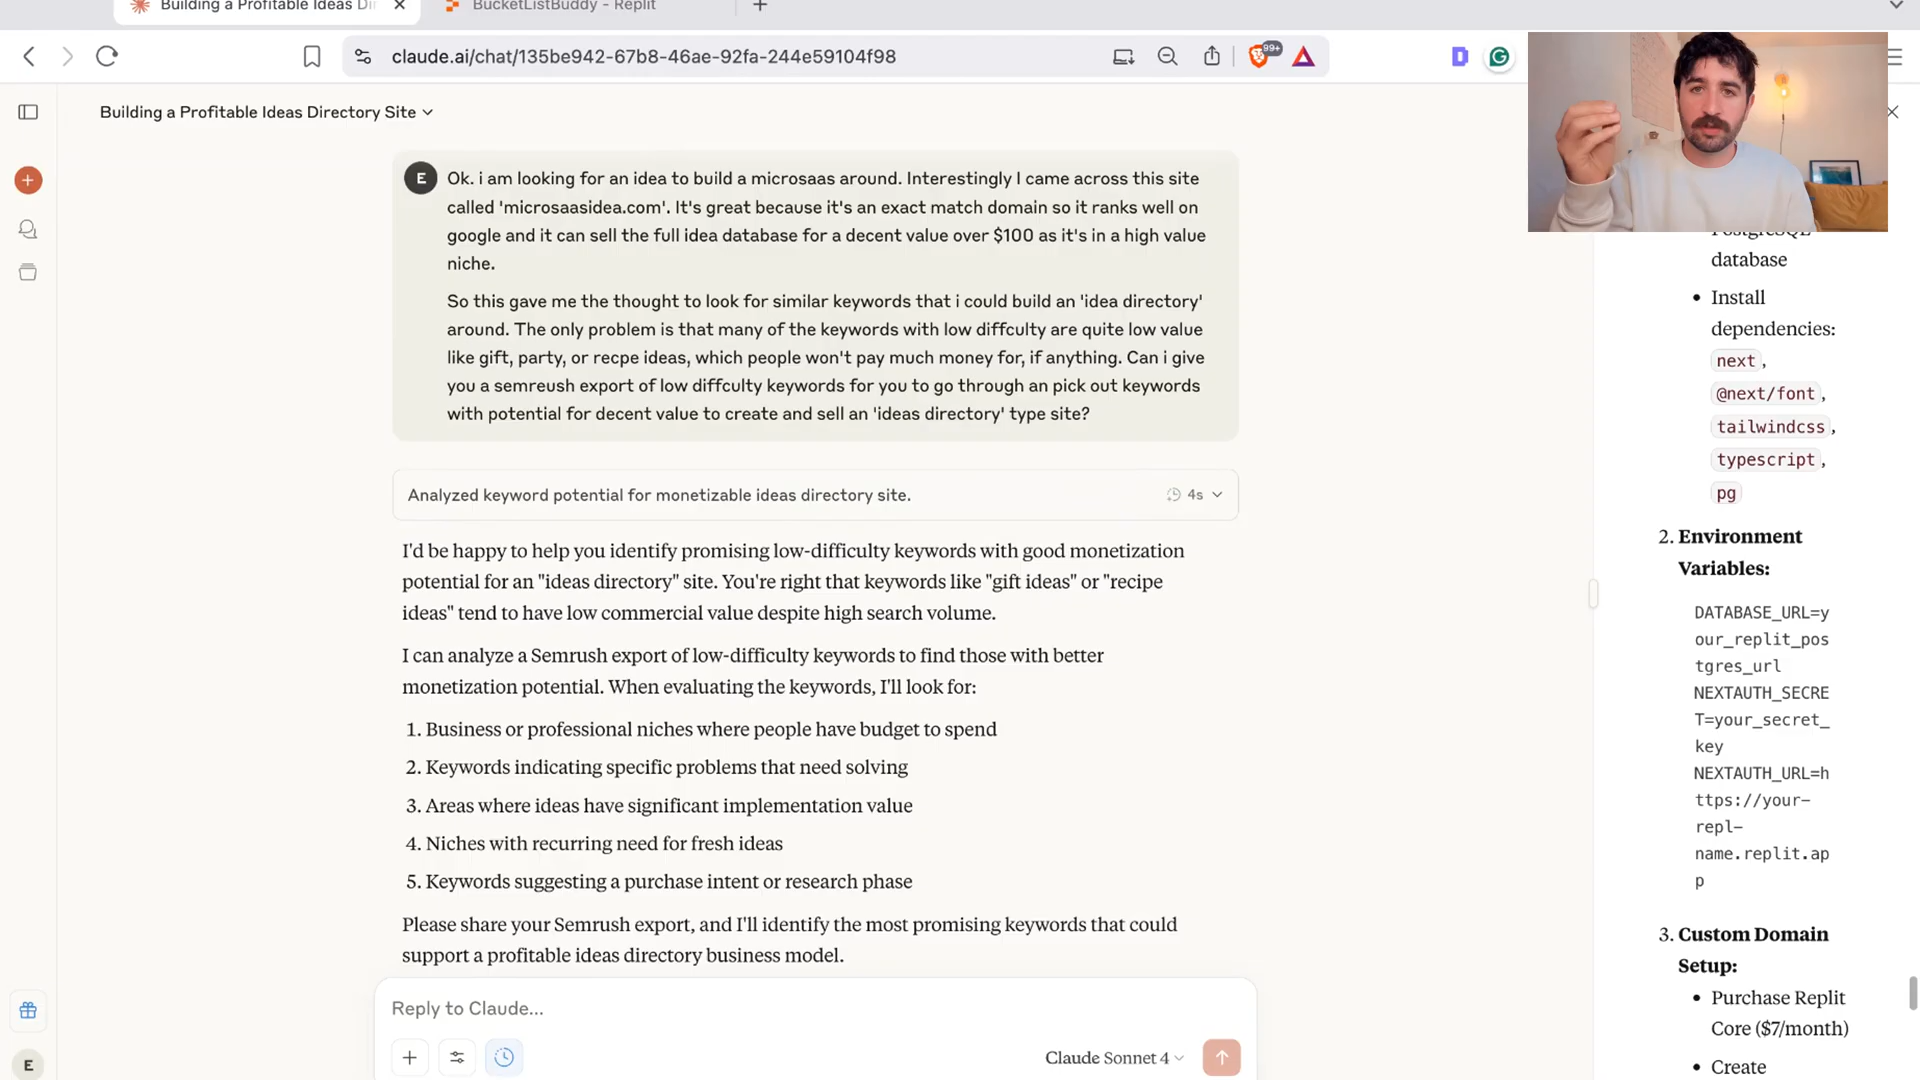 Building a Profitable Ideas Di
BucketListBuddy - Replit
claude.ai/chat/135be942-67b8-46ae-92fa-244e59104f98
99+
Building a Profitable Ideas Directory Site
E
Ok. i am looking for an idea to build a microsaas around. Interestingly I came across this site
called 'microsaasidea.com'. It's great because it's an exact match domain so it ranks well on
google and it can sell the full idea database for a decent value over $100 as it's in a high value
niche.
So this gave me the thought to look for similar keywords that i could build an 'idea directory'
around. The only problem is that many of the keywords with low diffculty are quite low value
like gift, party, or recpe ideas, which people won't pay much money for, if anything. Can i give
you a semreush export of low diffculty keywords for you to go through an pick out keywords
with potential for decent value to create and sell an 'ideas directory' type site?
Analyzed keyword potential for monetizable ideas directory site.
4s
I'd be happy to help you identify promising low-difficulty keywords with good monetization
potential for an "ideas directory" site. You're right that keywords like "gift ideas" or "recipe
ideas" tend to have low commercial value despite high search volume.
I can analyze a Semrush export of low-difficulty keywords to find those with better
monetization potential. When evaluating the keywords, I'll look for:
1. Business or professional niches where people have budget to spend
2. Keywords indicating specific problems that need solving
3. Areas where ideas have significant implementation value
4. Niches with recurring need for fresh ideas
5. Keywords suggesting a purchase intent or research phase
Please share your Semrush export, and I'll identify the most promising keywords that could
support a profitable ideas directory business model.
Reply to Claude...
Claude Sonnet 4
E
PostgreSQL
database
• Install
dependencies:
next,
@next/font,
tailwindcss,
typescript,
pg
2. Environment
Variables:
DATABASE_URL=y
our_replit_pos
tgres_url
NEXTAUTH_SECRE
T=your_secret_
key
NEXTAUTH_URL=h
ttps://your-
repl-
name.replit.ap
p
3. Custom Domain
Setup:
• Purchase Replit
Core ($7/month)
• Create